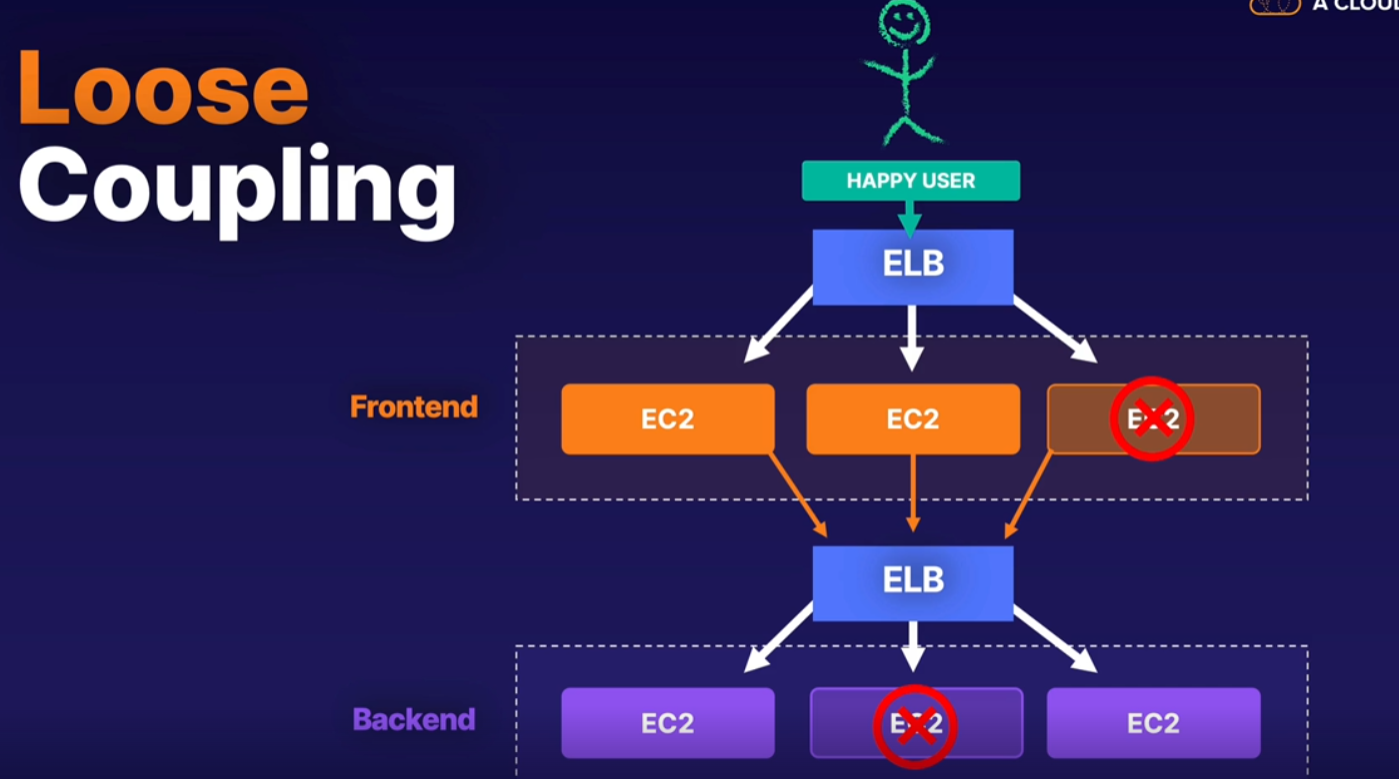 A CLOU
Loose
Coupling
HAPPY USER
ELB
Frontend
EC2
EC2
EC2
ELB
Backend
EC2
EC2
EC2